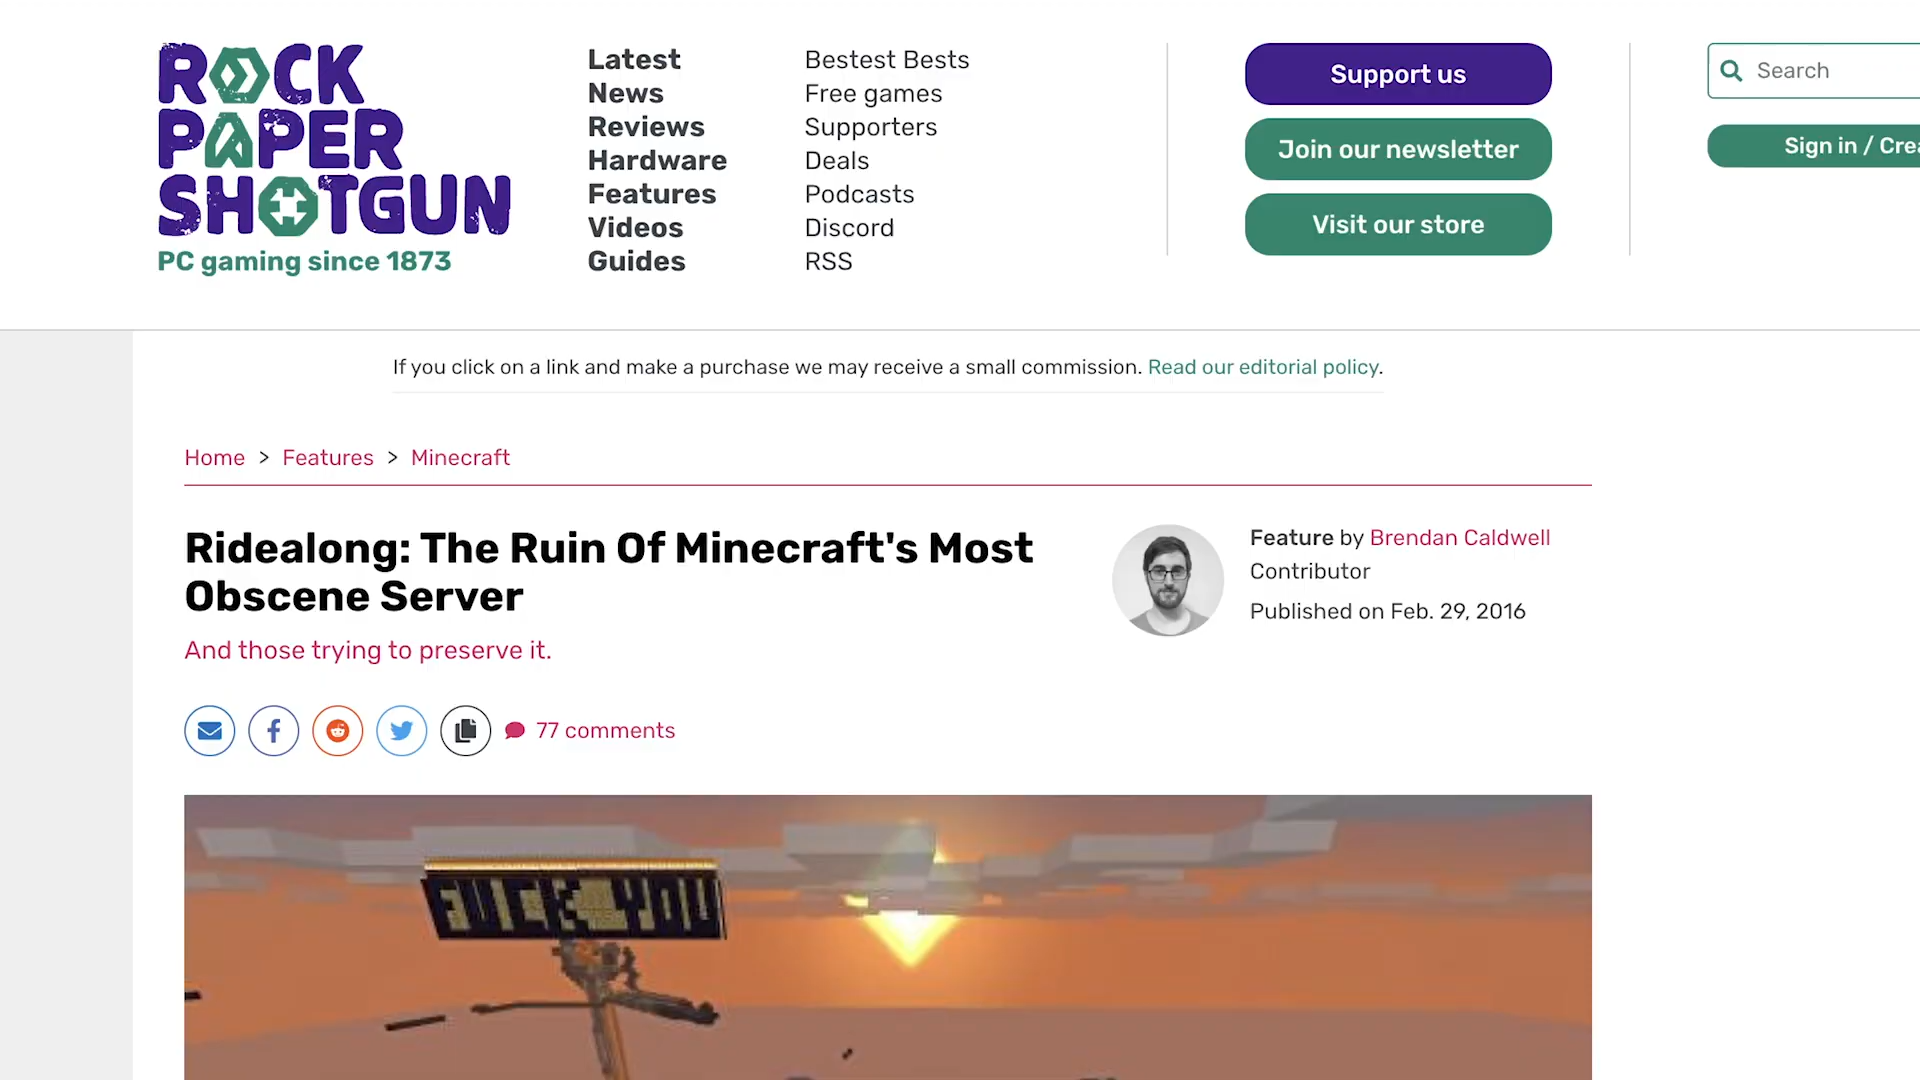 ROCK
PAPER
SHOTGUN
PC gaming since 1873
Latest
News
Reviews
Hardware
Features
Videos
Guides
Bestest Bests
Free games
Supporters
Deals
Podcasts
Discord
RSS
Support us
Join our newsletter
Visit our store
Search
Sign in / Crea
If you click on a link and make a purchase we may receive a small commission. Read our editorial policy.
Home > Features > Minecraft
Ridealong: The Ruin Of Minecraft's Most
Obscene Server
And those trying to preserve it.
Feature by Brendan Caldwell
Contributor
Published on Feb. 29, 2016
77 comments
FUCK YOU